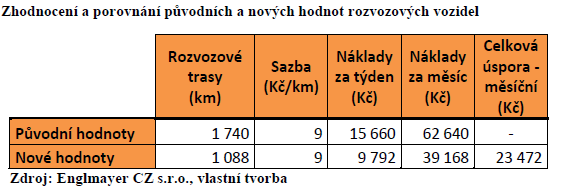 Zhodnocení a porovnání původních a nových hodnot rozvozových vozidel
Rozvozové trasy (km) Sazba (Kč/km) Náklady za týden (Kč) Náklady za měsíc (Kč) Celková úspora - měsíční (Kč)
Původní hodnoty 1 740 9 15 660 62 640 -
Nové hodnoty 1 088 9 9 792 39 168 23 472
Zdroj: Englmayer CZ s.r.o., vlastní tvorba